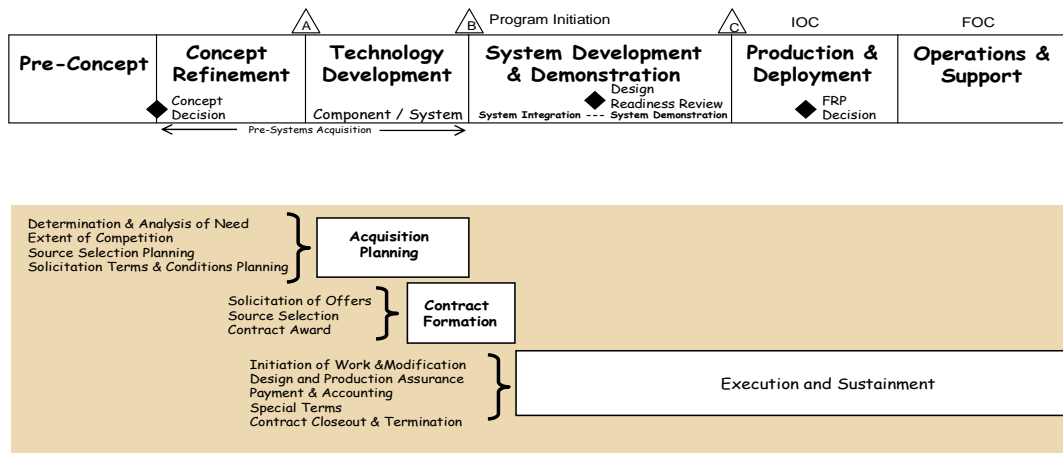 A
B
Program Initiation
C
IOC
FOC
Pre-Concept
Concept
Refinement
Technology
Development
System Development
& Demonstration
Production &
Deployment
Operations &
Support
Concept
Decision
Component / System
Design
Readiness Review
System Integration --- System Demonstration
FRP
Decision
Pre-Systems Acquisition
Determination & Analysis of Need
Extent of Competition
Source Selection Planning
Solicitation Terms & Conditions Planning
Acquisition
Planning
Solicitation of Offers
Source Selection
Contract Award
Contract
Formation
Initiation of Work &Modification
Design and Production Assurance
Payment & Accounting
Special Terms
Contract Closeout & Termination
Execution and Sustainment